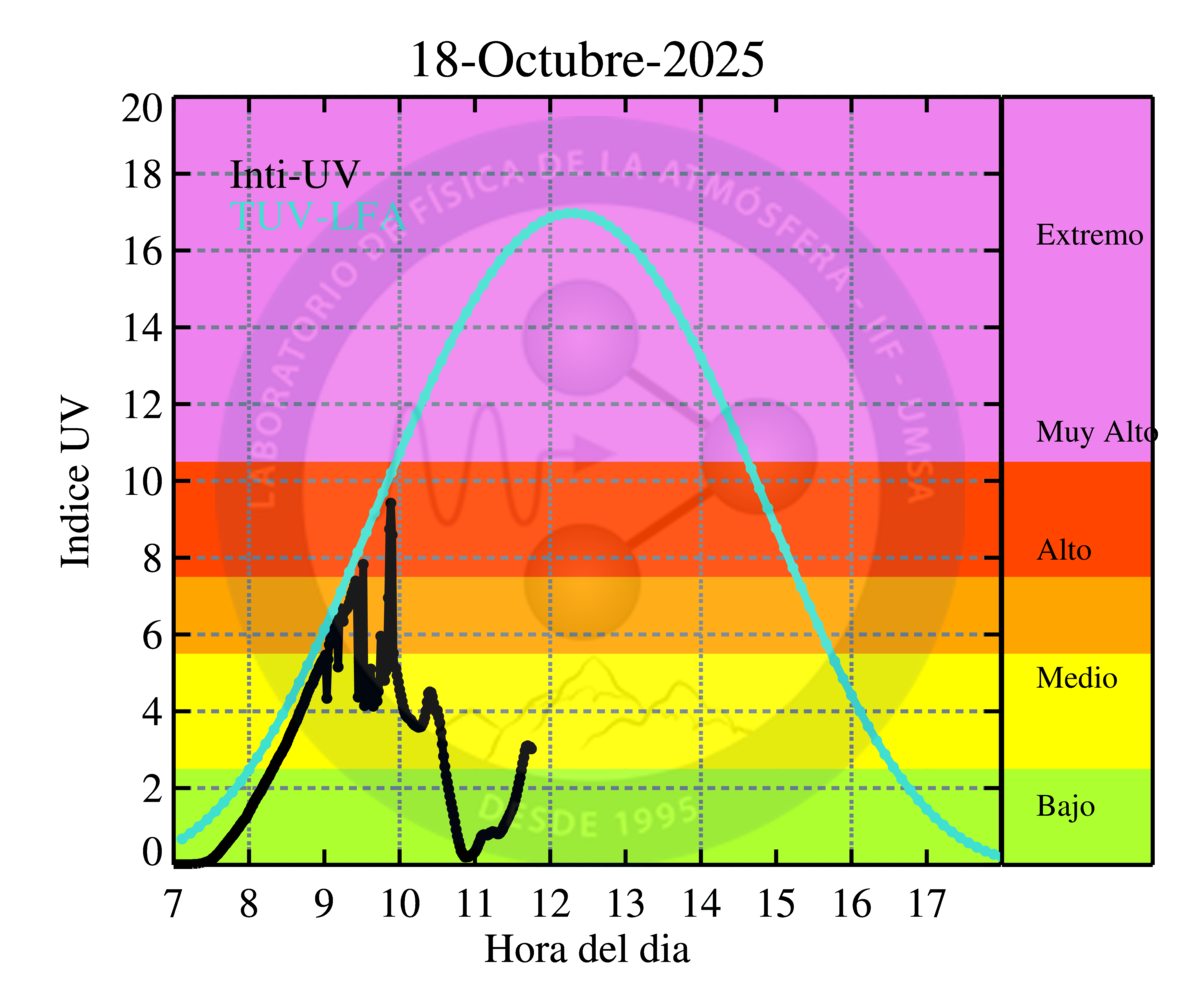 18-Octubre-2025
Inti-UV
TUV-LFA
LABORATORIO DE FÍSICA DE LA ATMÓSFERA - IIF - UMSA
DESDE 1995
Indice UV
20
18
16
14
12
10
8
6
4
2
0
Extremo
Muy Alto
Alto
Medio
Bajo
7 8 9 10 11 12 13 14 15 16 17
Hora del dia